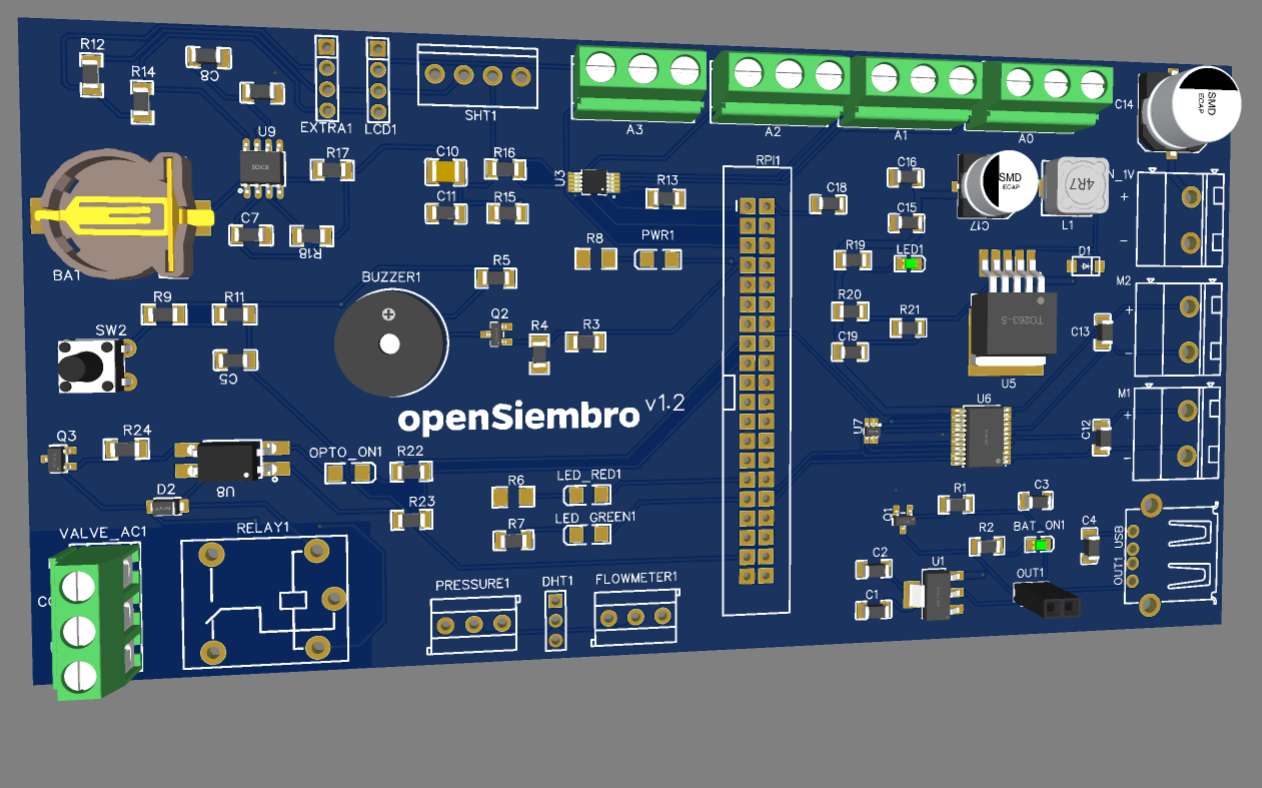 R12
R14
C8
EXTRA1
LCD1
SHT1
A3
A2
A1
A0
C14
SMD
ECAP
U9
SOIC8
R17
C10
R16
C11
R15
U3
R13
RPI1
C18
C16
C15
SMD
ECAP
C17
4R7
L1
N_1V
+
-
BAT
C7
R18
R8
PWR1
R19
LED1
D1
BUZZER1
+
R5
R9
R11
Q2
R4
R3
R20
R21
C19
TO263-5
U5
C13
M2
+
-
SW2
C5
openSiembro v1.2
M1
+
-
Q3
R24
U8
OPTO_ON1
R22
U7
U6
C12
D2
R23
R6
LED_RED1
R7
LED_GREEN1
R1
C3
Q1
R2
BAT_ON1
C4
OUT1_USB
VALVE_AC1
RELAY1
PRESSURE1
DHT1
FLOWMETER1
C2
C1
U1
OUT1